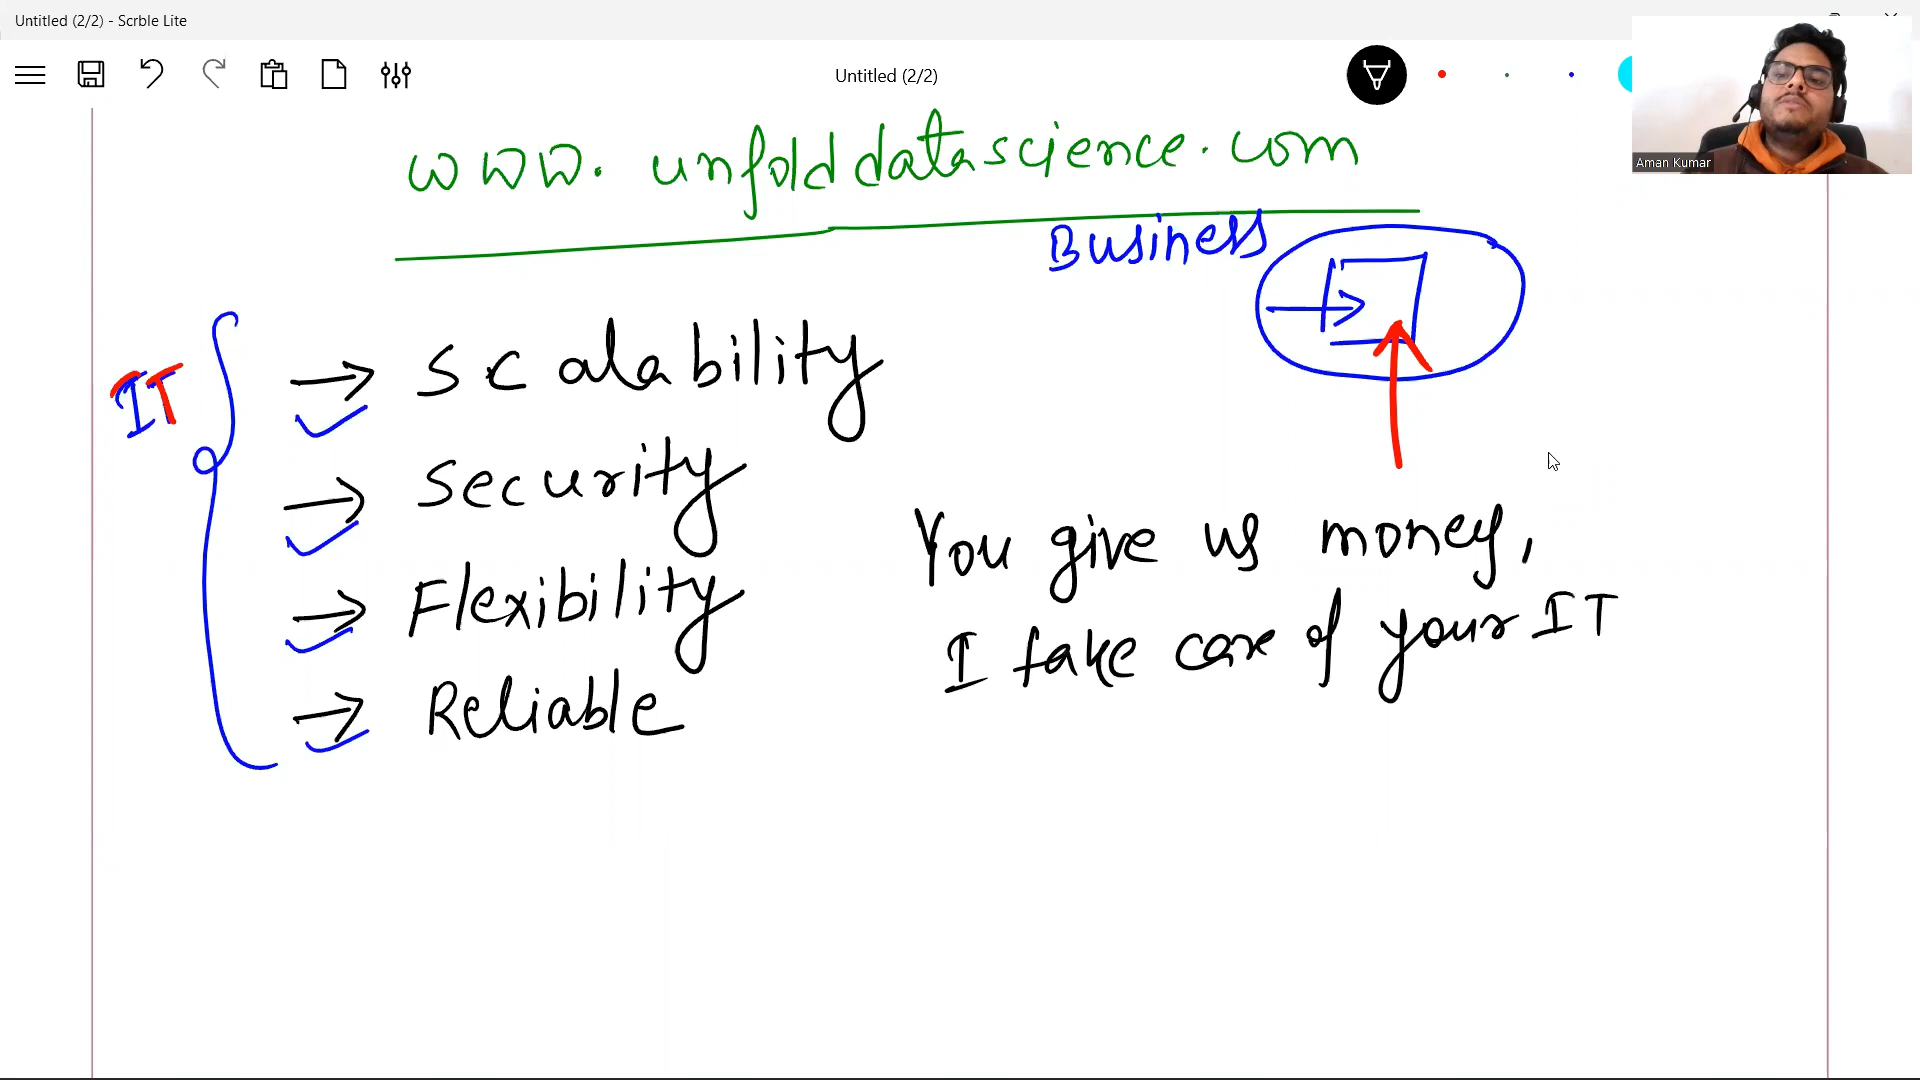 Untitled (2/2) - Scrble Lite
Untitled (2/2)
Aman Kumar
www.unfolddatascience.com
Business
IT
→ Scalability
→ Security
→ Flexibility
→ Reliable
You give us money,
I take care of your IT